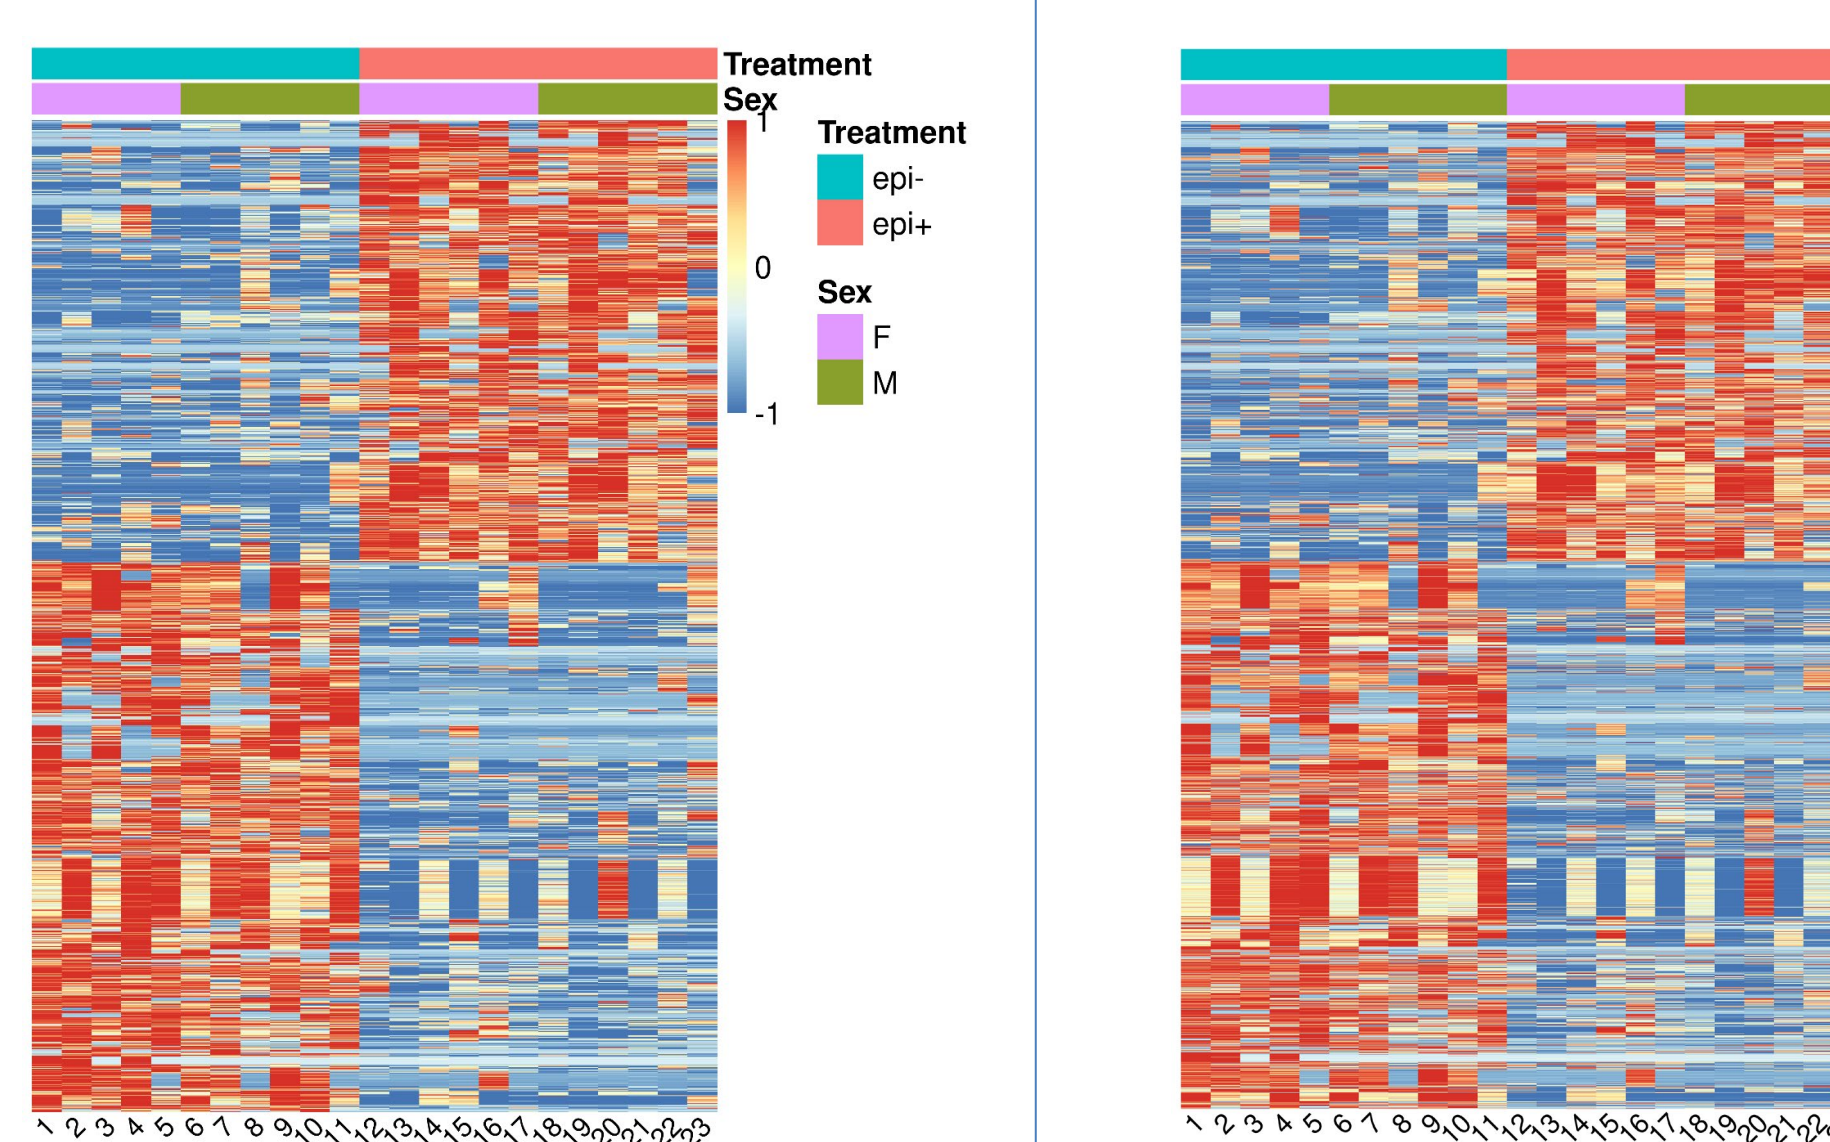 Treatment
Sex
1
0
-1
Treatment
epi-
epi+
Sex
F
M
1 2 3 4 5 6 7 8 9 10 11 12 13 14 15 16 17 18 19 20 21 22 23
1 2 3 4 5 6 7 8 9 10 11 12 13 14 15 16 17 18 19 20 21 22